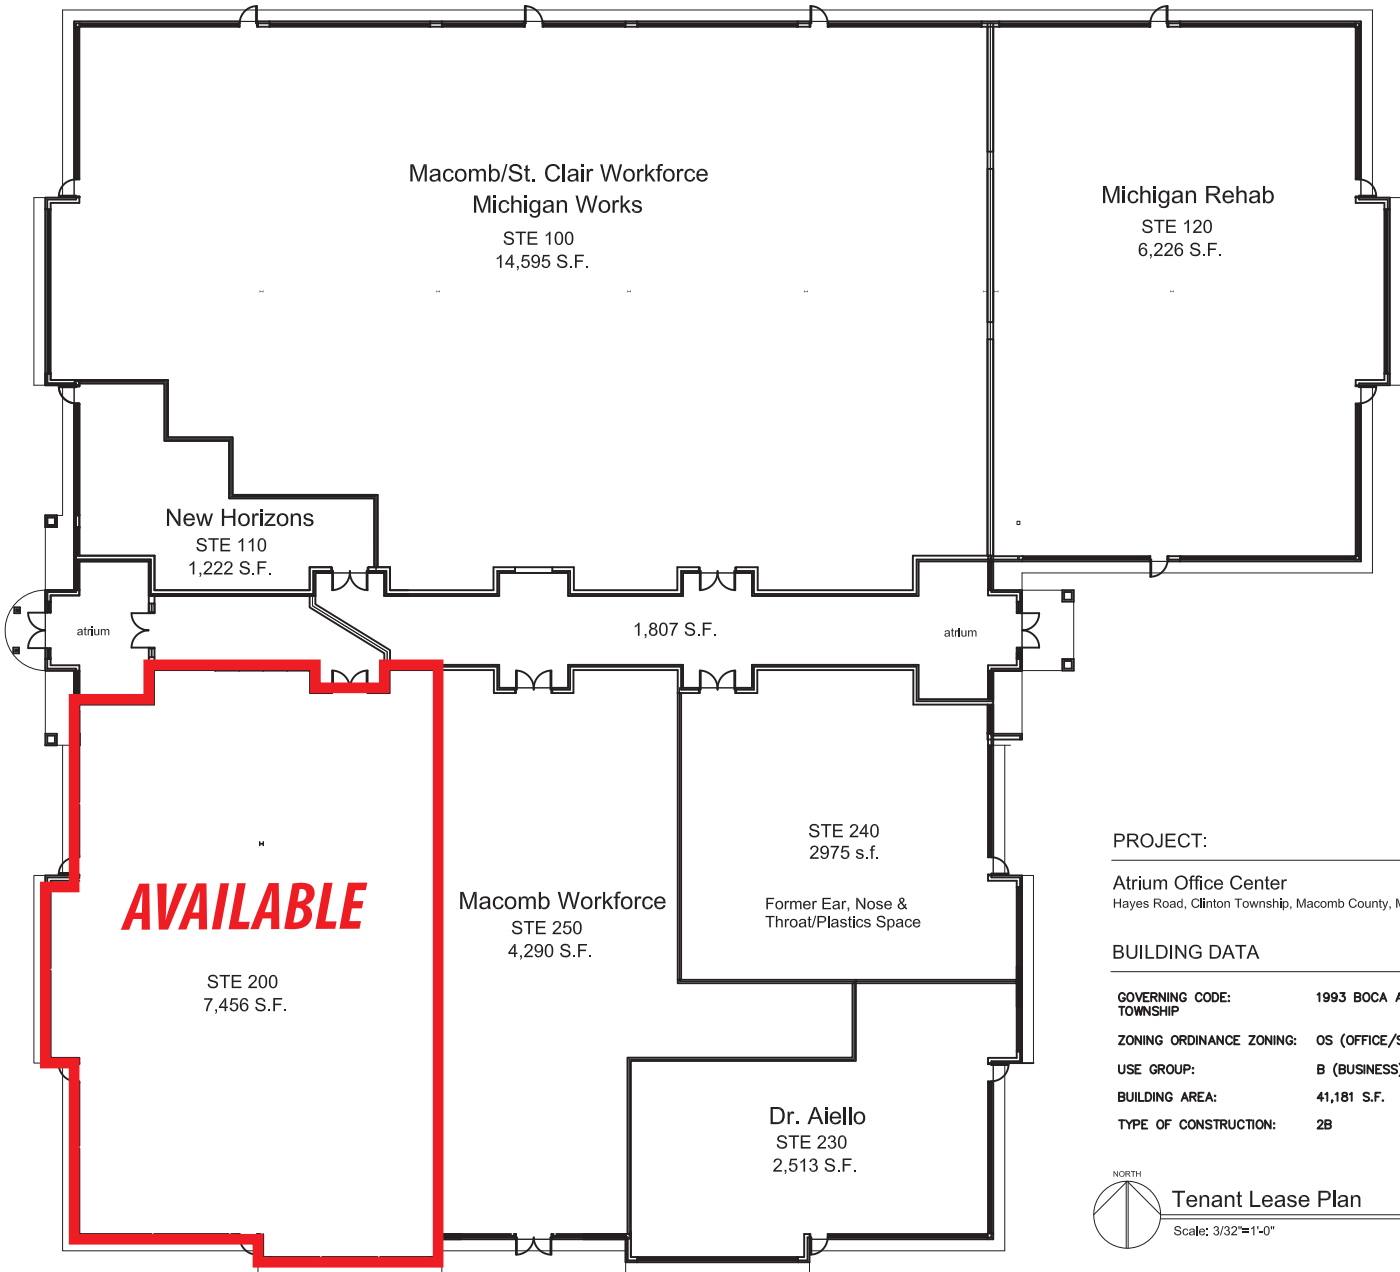 Macomb/St. Clair Workforce
Michigan Works
STE 100
14,595 S.F.
Michigan Rehab
STE 120
6,226 S.F.
New Horizons
STE 110
1,222 S.F.
atrium
1,807 S.F.
atrium
AVAILABLE
STE 200
7,456 S.F.
Macomb Workforce
STE 250
4,290 S.F.
STE 240
2975 s.f.
Former Ear, Nose &
Throat/Plastics Space
Dr. Aiello
STE 230
2,513 S.F.
PROJECT:
Atrium Office Center
Hayes Road, Clinton Township, Macomb County, M
BUILDING DATA
GOVERNING CODE: 1993 BOCA A
TOWNSHIP
ZONING ORDINANCE ZONING: OS (OFFICE/S
USE GROUP: B (BUSINESS)
BUILDING AREA: 41,181 S.F.
TYPE OF CONSTRUCTION: 2B
NORTH
Tenant Lease Plan
Scale: 3/32"=1'-0"